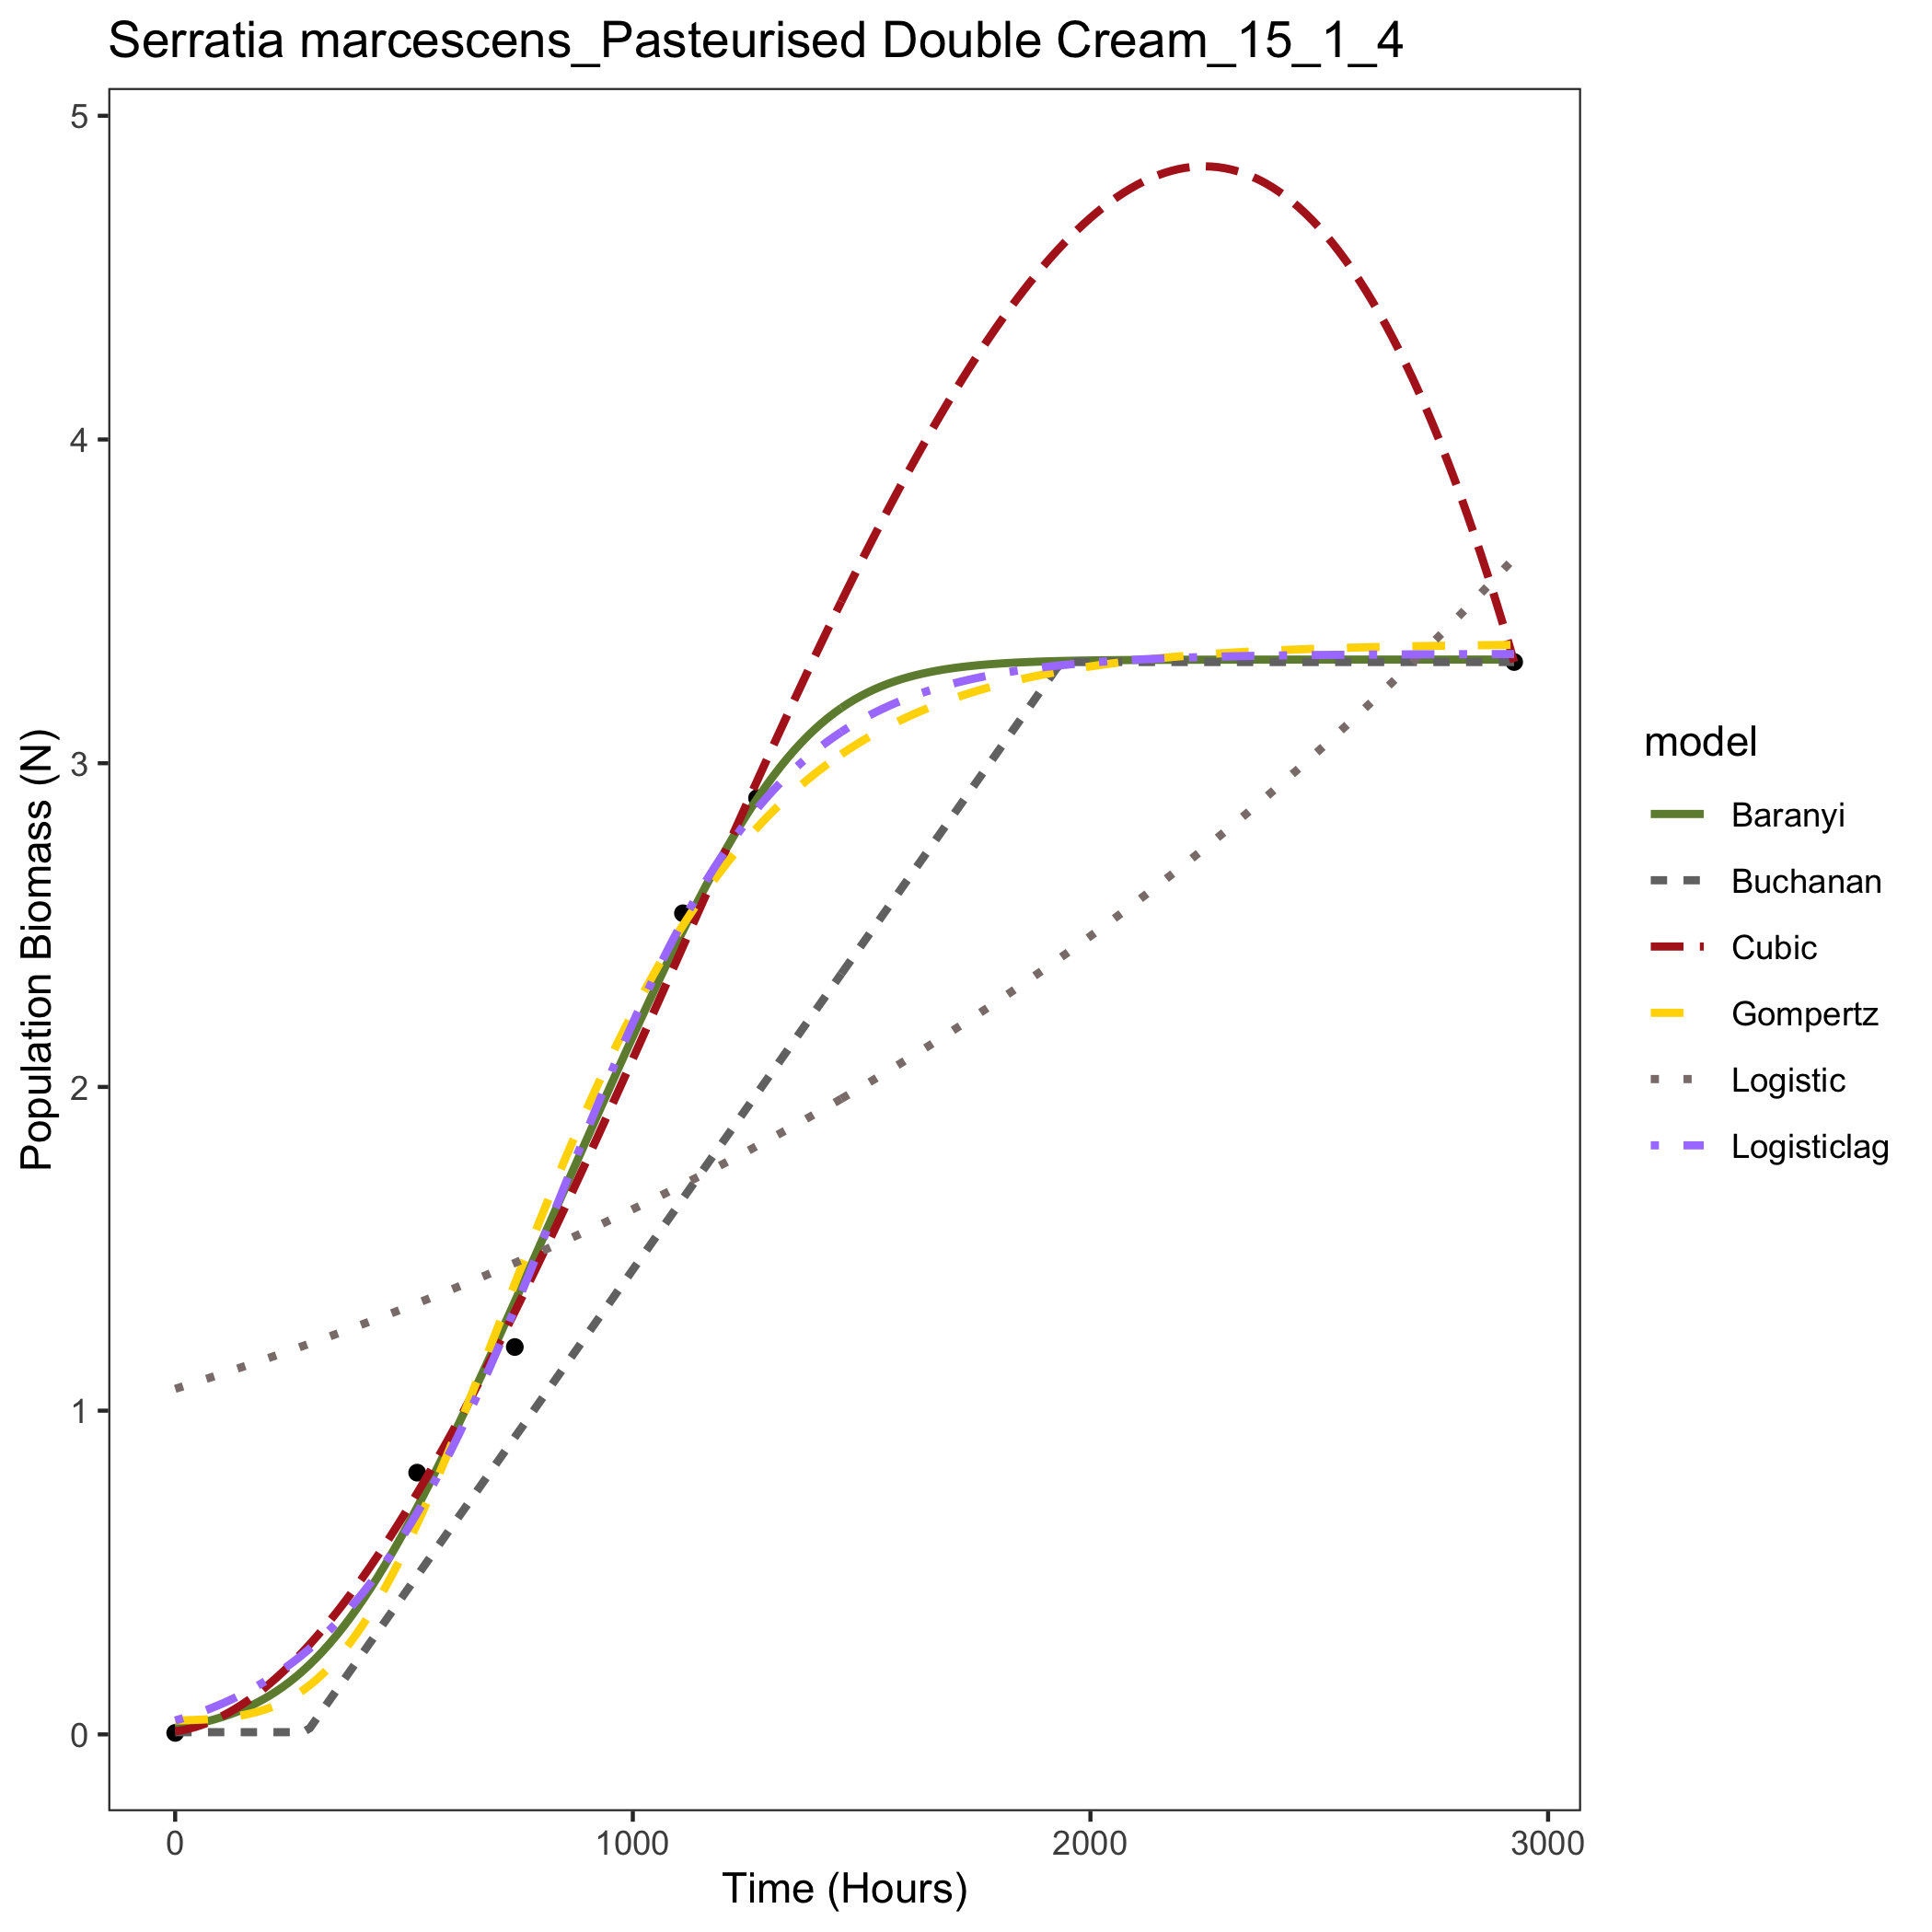 Serratia marcescens_Pasteurised Double Cream_15_1_4
5
4
3
2
1
0
Population Biomass (N)
0 1000 2000 3000
Time (Hours)
model
Baranyi
Buchanan
Cubic
Gompertz
Logistic
Logisticlag